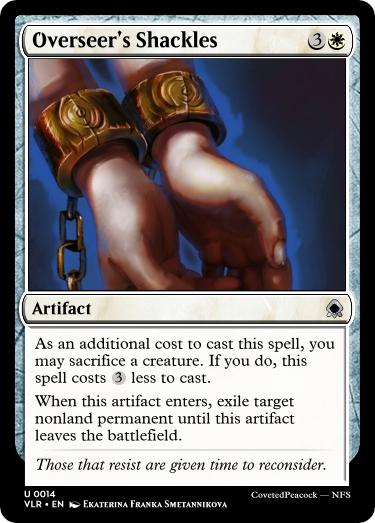 Overseer's Shackles 3
Artifact
As an additional cost to cast this spell, you
may sacrifice a creature. If you do, this
spell costs 3 less to cast.
When this artifact enters, exile target
nonland permanent until this artifact
leaves the battlefield.
Those that resist are given time to reconsider.
U 0014 CovetedPeacock — NFS
VLR • EN Ekaterina Franka Smetannikova